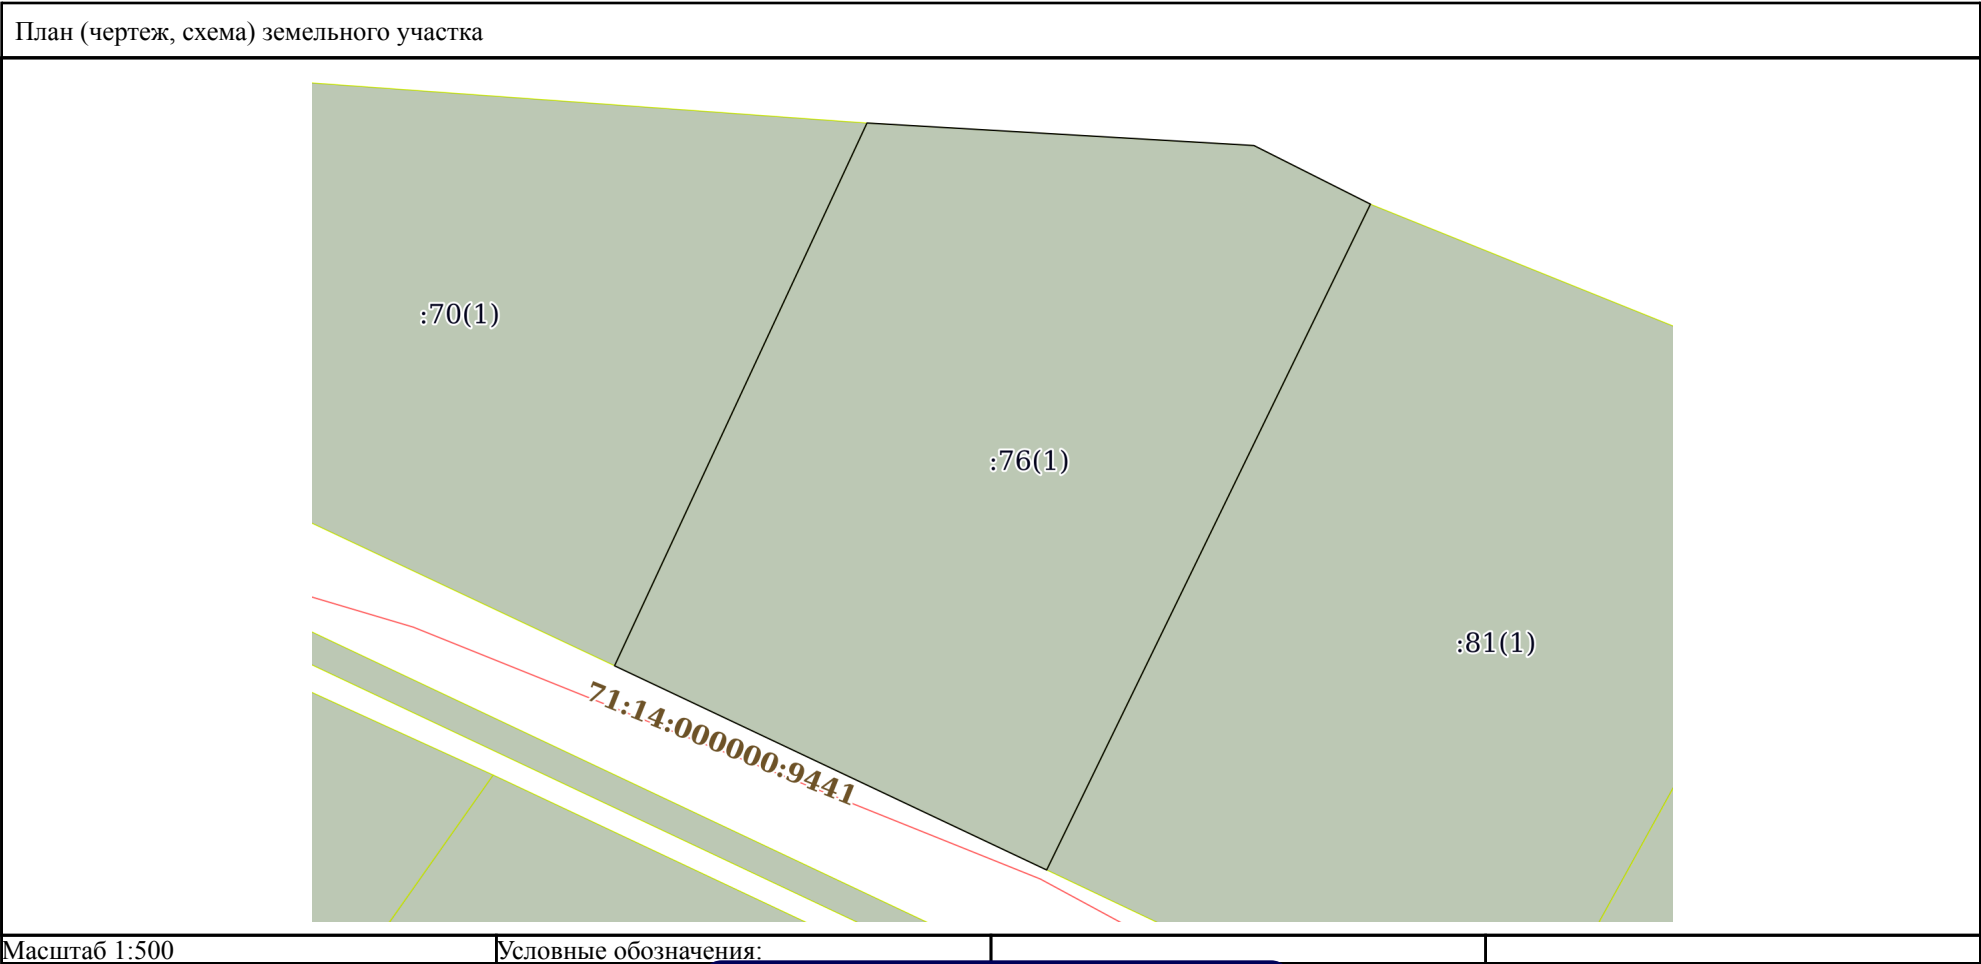 План (чертеж, схема) земельного участка
:70(1)
:76(1)
:81(1)
71:14:000000:9441
Масштаб 1:500
Условные обозначения: